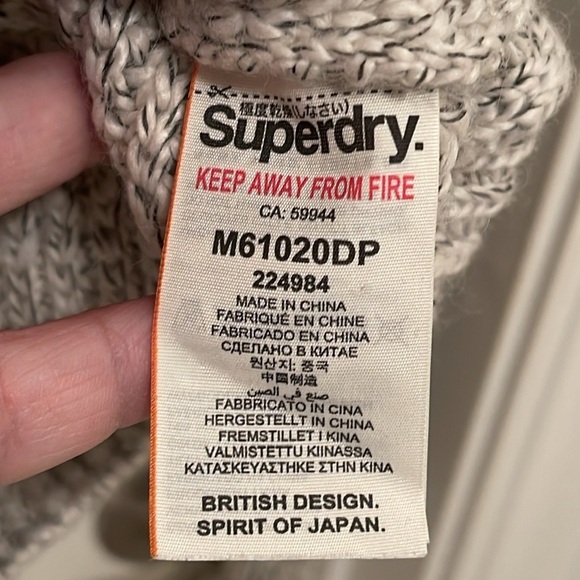 極度乾燥(しなさい)
Superdry.
KEEP AWAY FROM FIRE
CA: 59944
M61020DP
224984
MADE IN CHINA
FABRIQUÉ EN CHINE
FABRICADO EN CHINA
СДЕЛАНО В КИТАЕ
원산지: 중국
中国制造
صنع في الصين
FABBRICATO IN CINA
HERGESTELLT IN CHINA
FREMSTILLET I KINA
VALMISTETTU KIINASSA
ΚΑΤΑΣΚΕΥΑΣΤΗΚΕ ΣΤΗΝ ΚΙΝΑ
BRITISH DESIGN.
SPIRIT OF JAPAN.